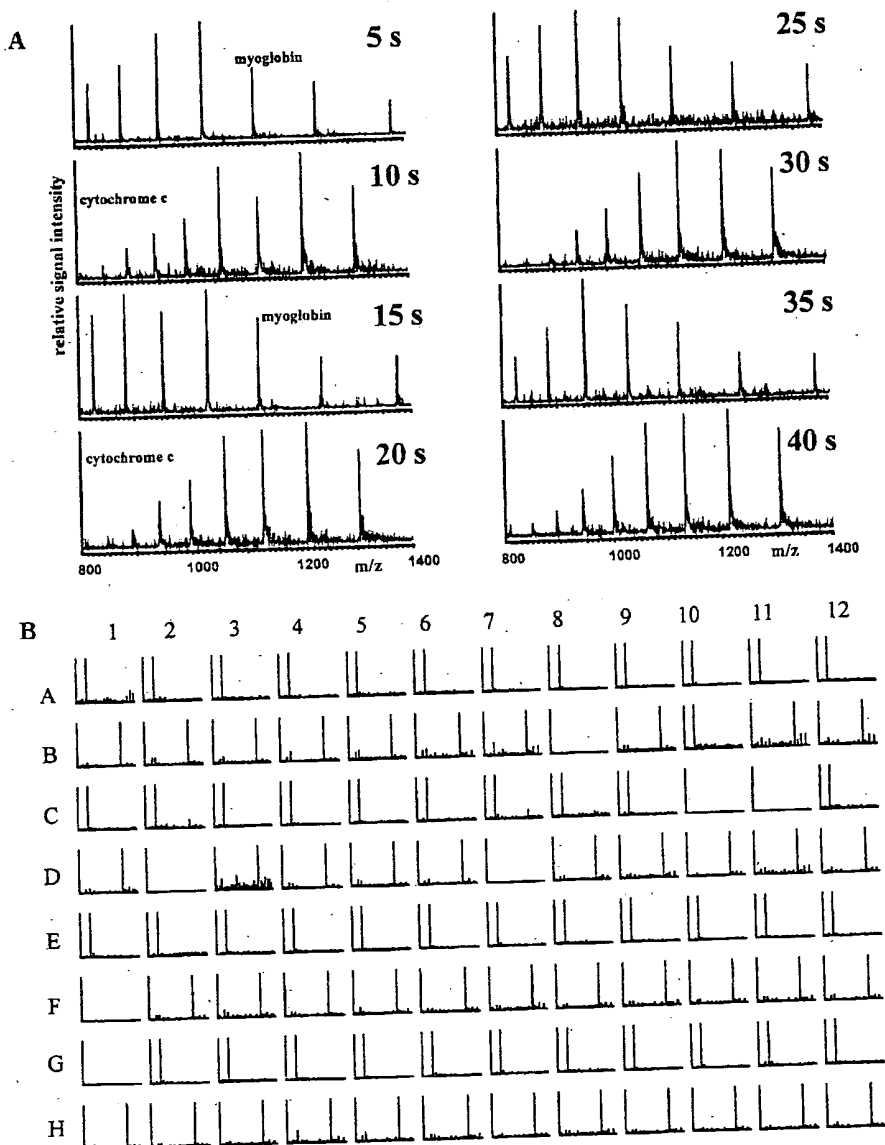 A
5 s
myoglobin
25 s
relative signal intensity
cytochrome c
10 s
30 s
myoglobin
15 s
35 s
cytochrome c
20 s
40 s
800 1000 1200 m/z 1400
800 1000 1200 m/z 1400
B 1 2 3 4 5 6 7 8 9 10 11 12
A
B
C
D
E
F
G
H